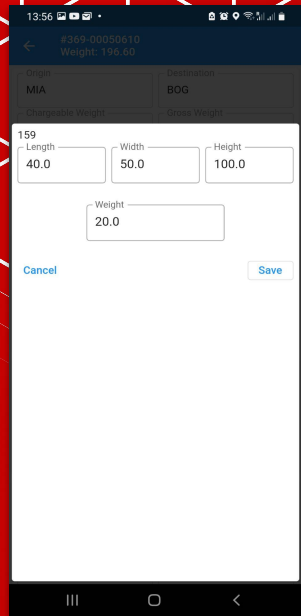 13:56
#369-00050610
Weight: 196.60
Origin
Destination
MIA
BOG
Chargeable Weight
Gross Weight
159
Length
Width
Height
40.0
50.0
100.0
Weight
20.0
Cancel
Save